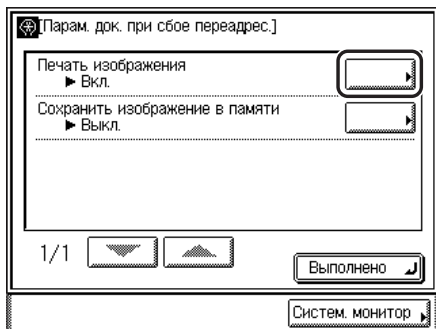 [Парам. док. при сбое переадрес.]
Печать изображения
► Вкл.
Сохранить изображение в памяти
► Выкл.
1/1
Выполнено
Систем. монитор